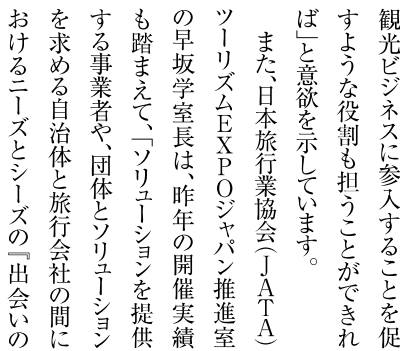 観光ビジネスに参入することを促
すような役割も担うことができれ
ば」と意欲を示しています。
また、日本旅行業協会(JATA)
ツーリズムEXPOジャパン推進室
の早坂学室長は、昨年の開催実績
も踏まえて、「ソリューションを提供
する事業者や、団体とソリューション
を求める自治体と旅行会社の間に
おけるニーズとシーズの『出会いの